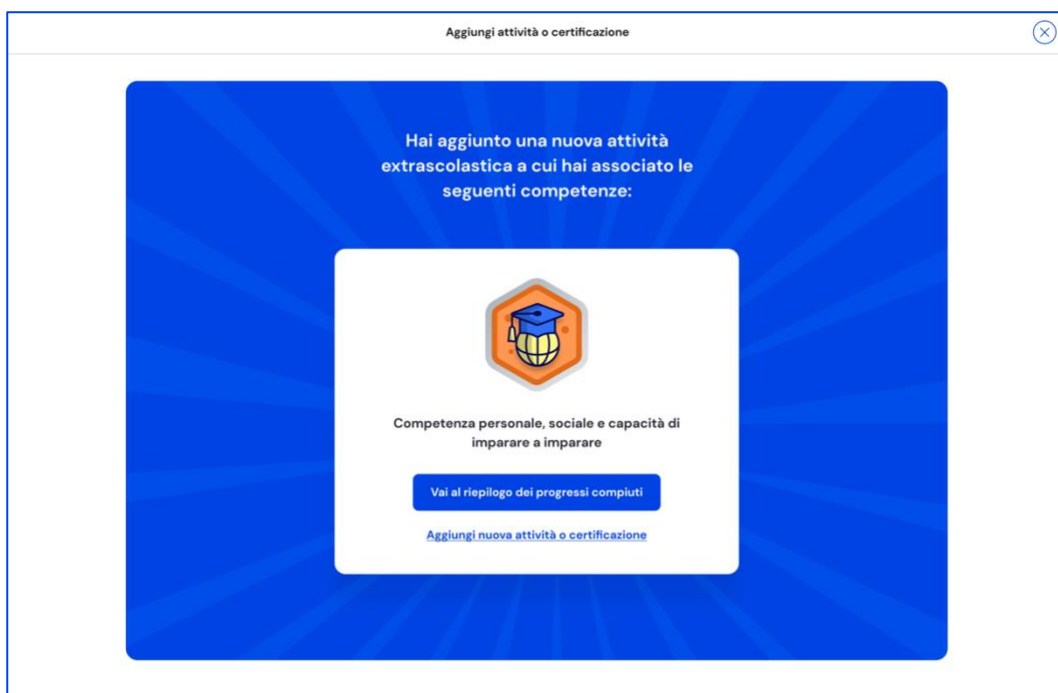 Aggiungi attività o certificazione
Hai aggiunto una nuova attività
extrascolastica a cui hai associato le
seguenti competenze:
Competenza personale, sociale e capacità di
imparare a imparare
Vai al riepilogo dei progressi compiuti
Aggiungi nuova attività o certificazione